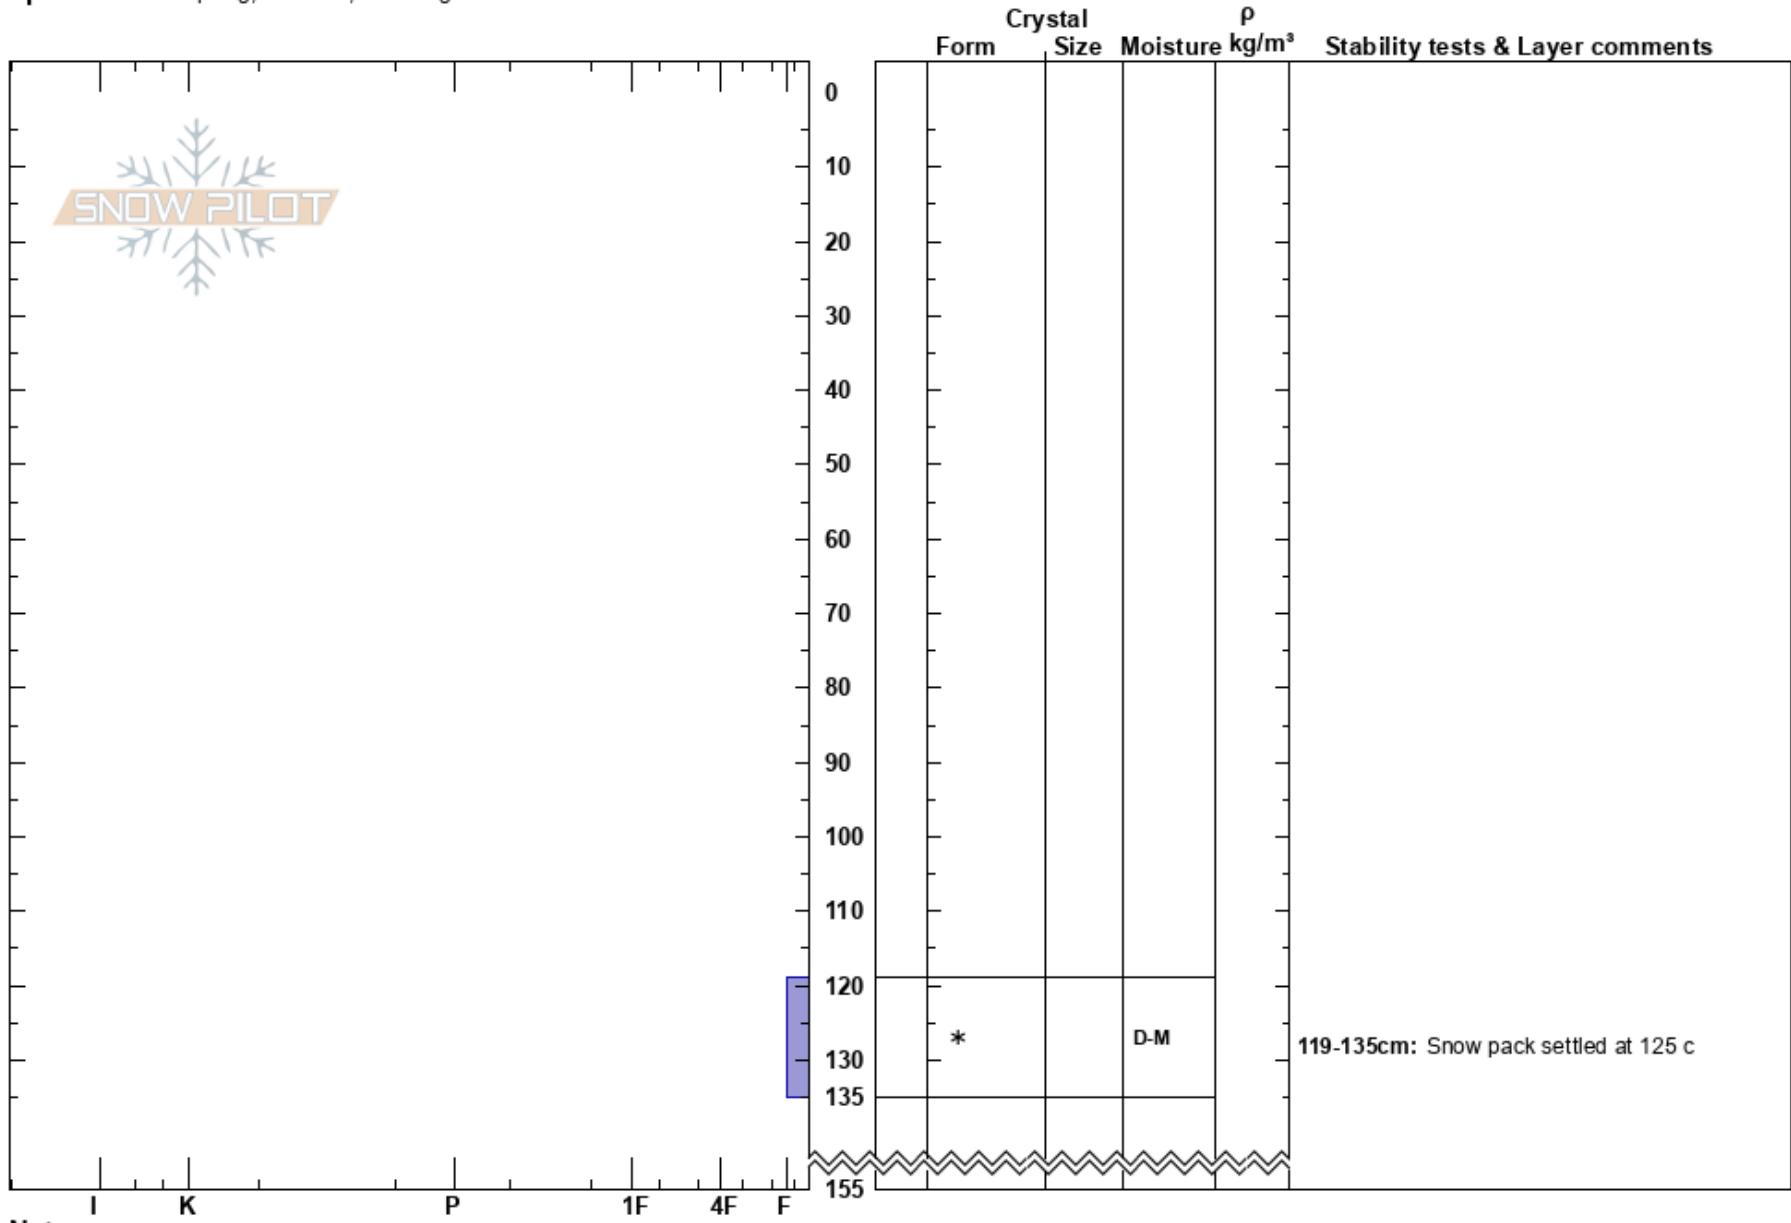 Crystal
ρ
Form Size Moisture kg/m³ Stability tests & Layer comments
0
SNOW PILOT
10
20
30
40
50
60
70
80
90
100
110
120
* D-M
119-135cm: Snow pack settled at 125 c
130
135
155
I K P 1F 4F F